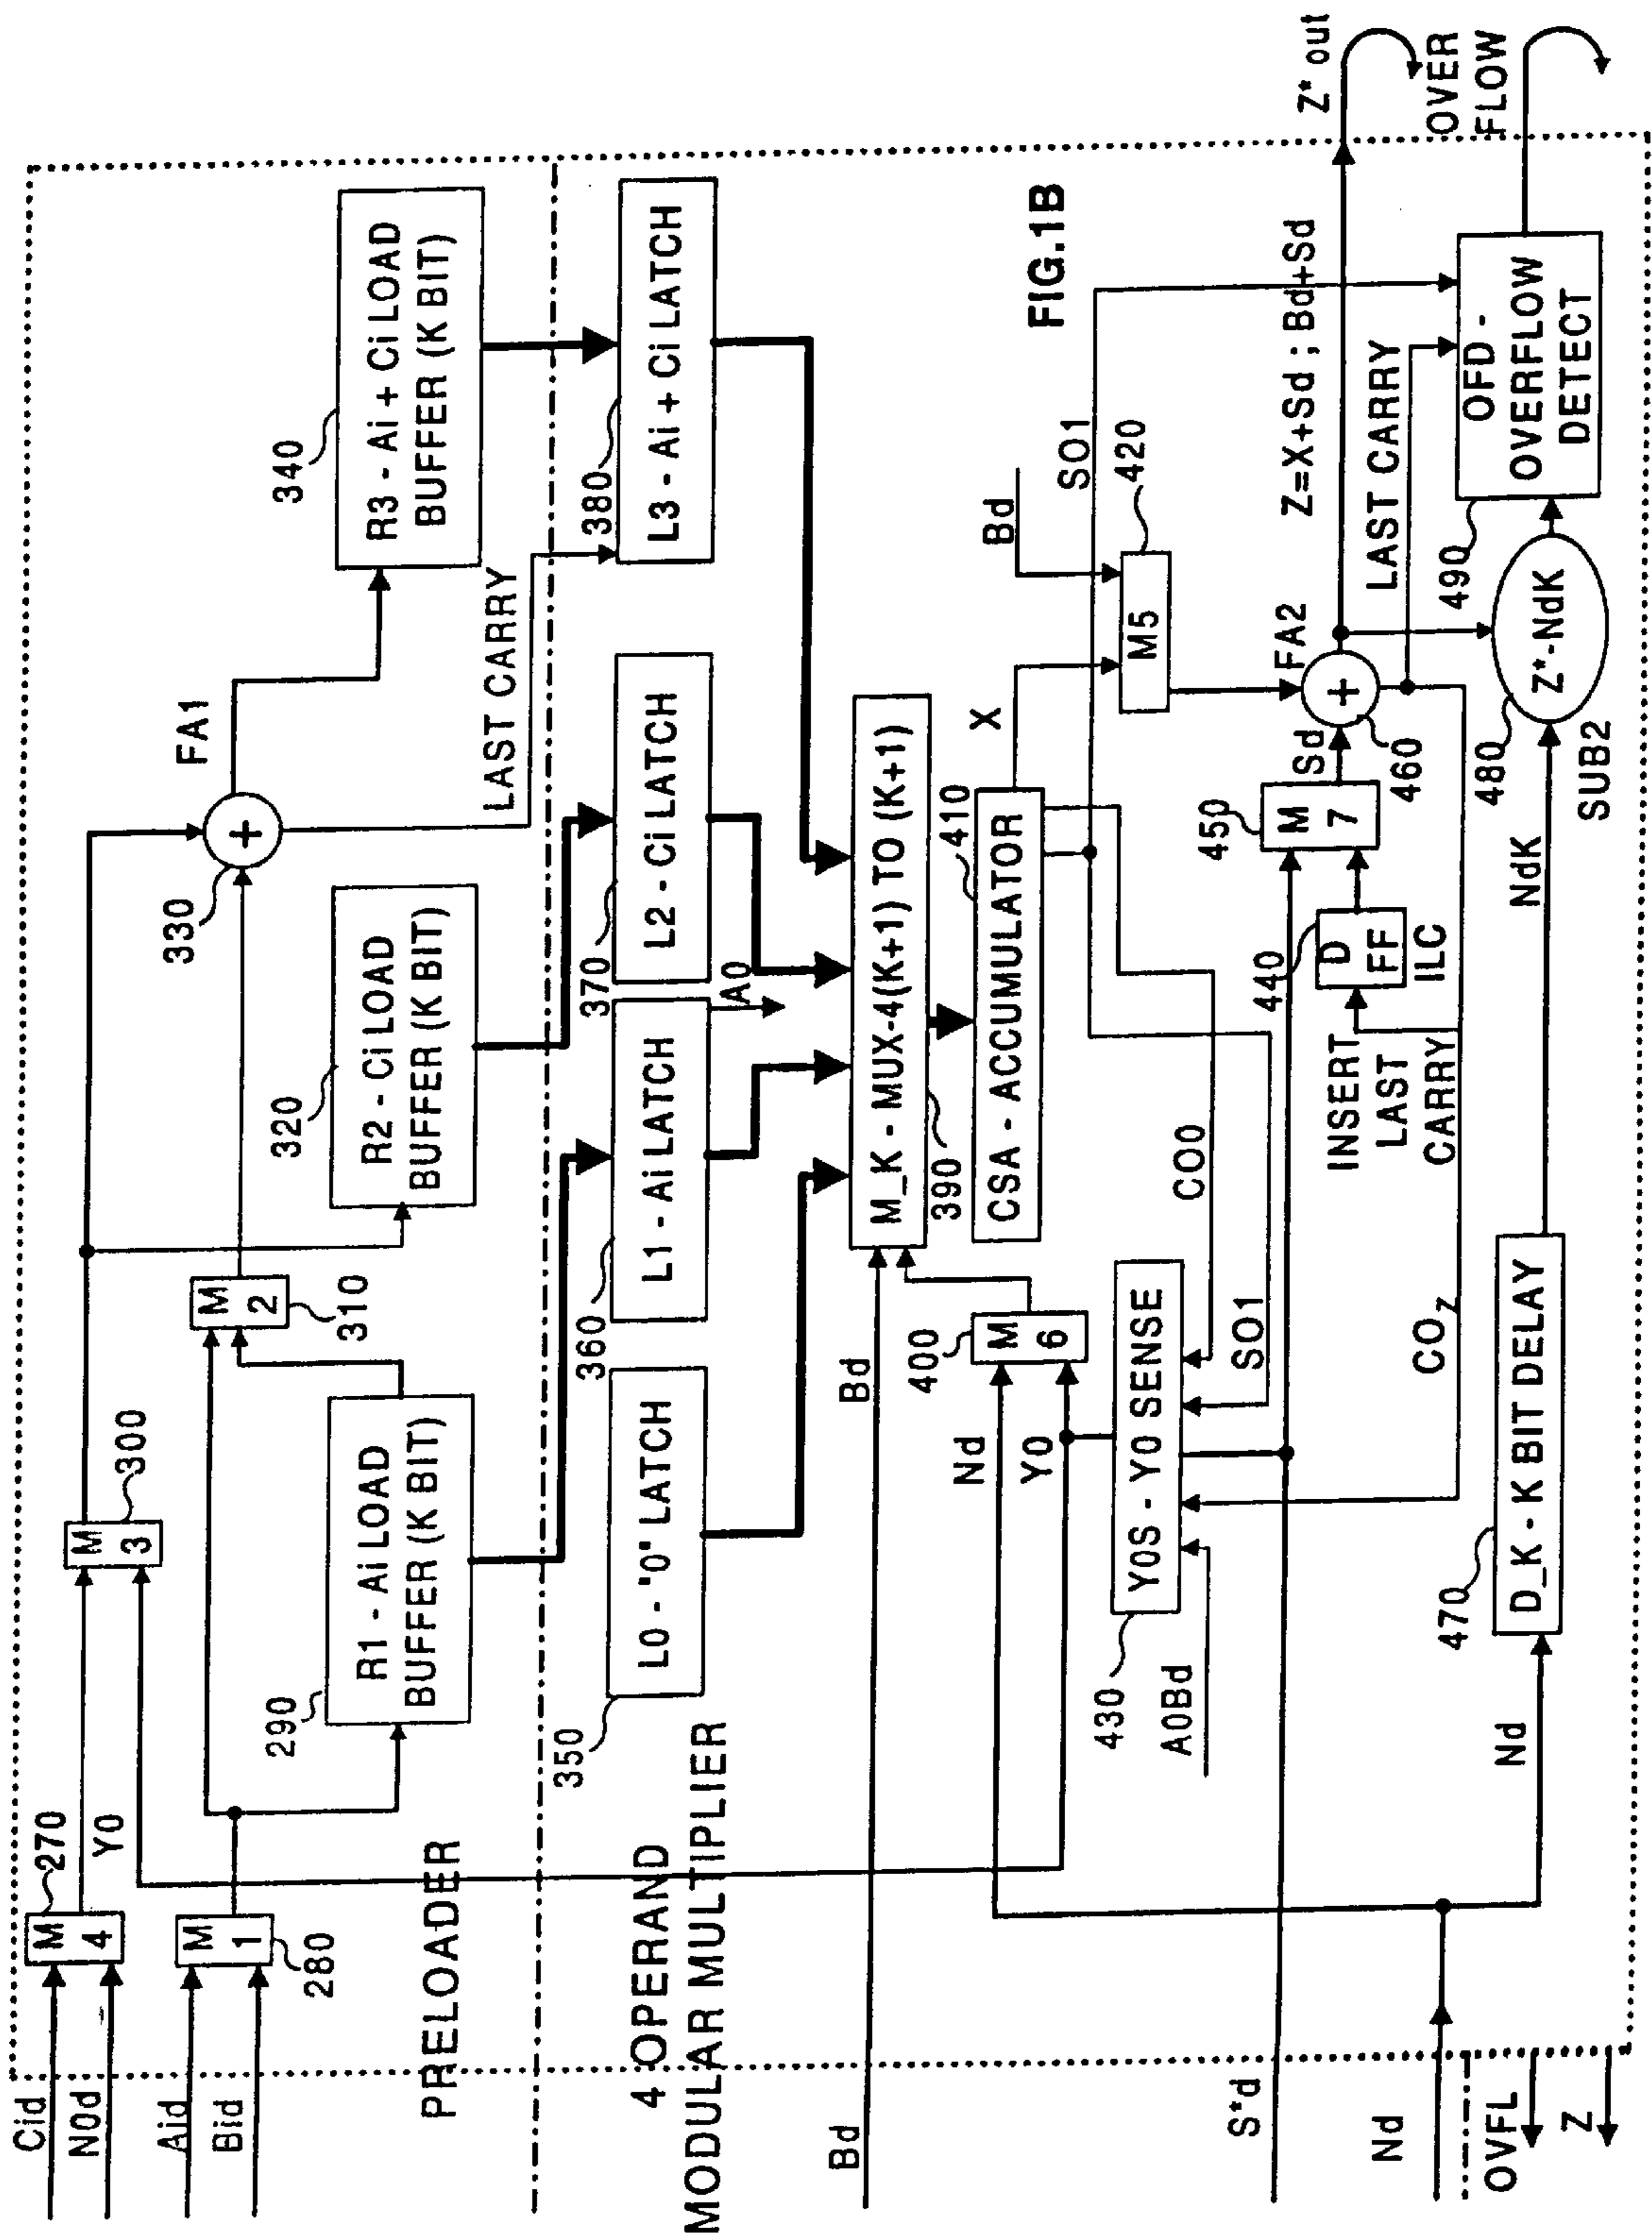 Cid
N0d
Aid
Bid
M
4
270
Y0
M
1
280
M
3
300
R1 - Ai LOAD
BUFFER (K BIT)
290
M
2
310
R2 - Ci LOAD
BUFFER (K BIT)
320
+
330
FA1
R3 - Ai + Ci LOAD
BUFFER (K BIT)
340
LAST CARRY
PRELOADER
4 OPERAND
MODULAR MULTIPLIER
L0 - "0" LATCH
350
L1 - Ai LATCH
360
A0
L2 - Ci LATCH
370
L3 - Ai + Ci LATCH
380
Bd
Bd
M_K - MUX-4(K+1) TO (K+1)
390
Nd
Y0
M
6
400
CSA - ACCUMULATOR
410
X
Bd
M5
420
SO1
FIG.1B
Y0S - Y0 SENSE
430
A0Bd
CO0
SO1
S*d
M
7
450
Sd
+
460
FA2
Z=X+Sd ; Bd+Sd
Z* out
D
FF
440
ILC
INSERT
LAST
CARRY
COZ
LAST CARRY
Nd
Nd
D_K - K BIT DELAY
470
NdK
Z*-NdK
480
SUB2
OFD -
OVERFLOW
DETECT
490
OVER
FLOW
OVFL
Z